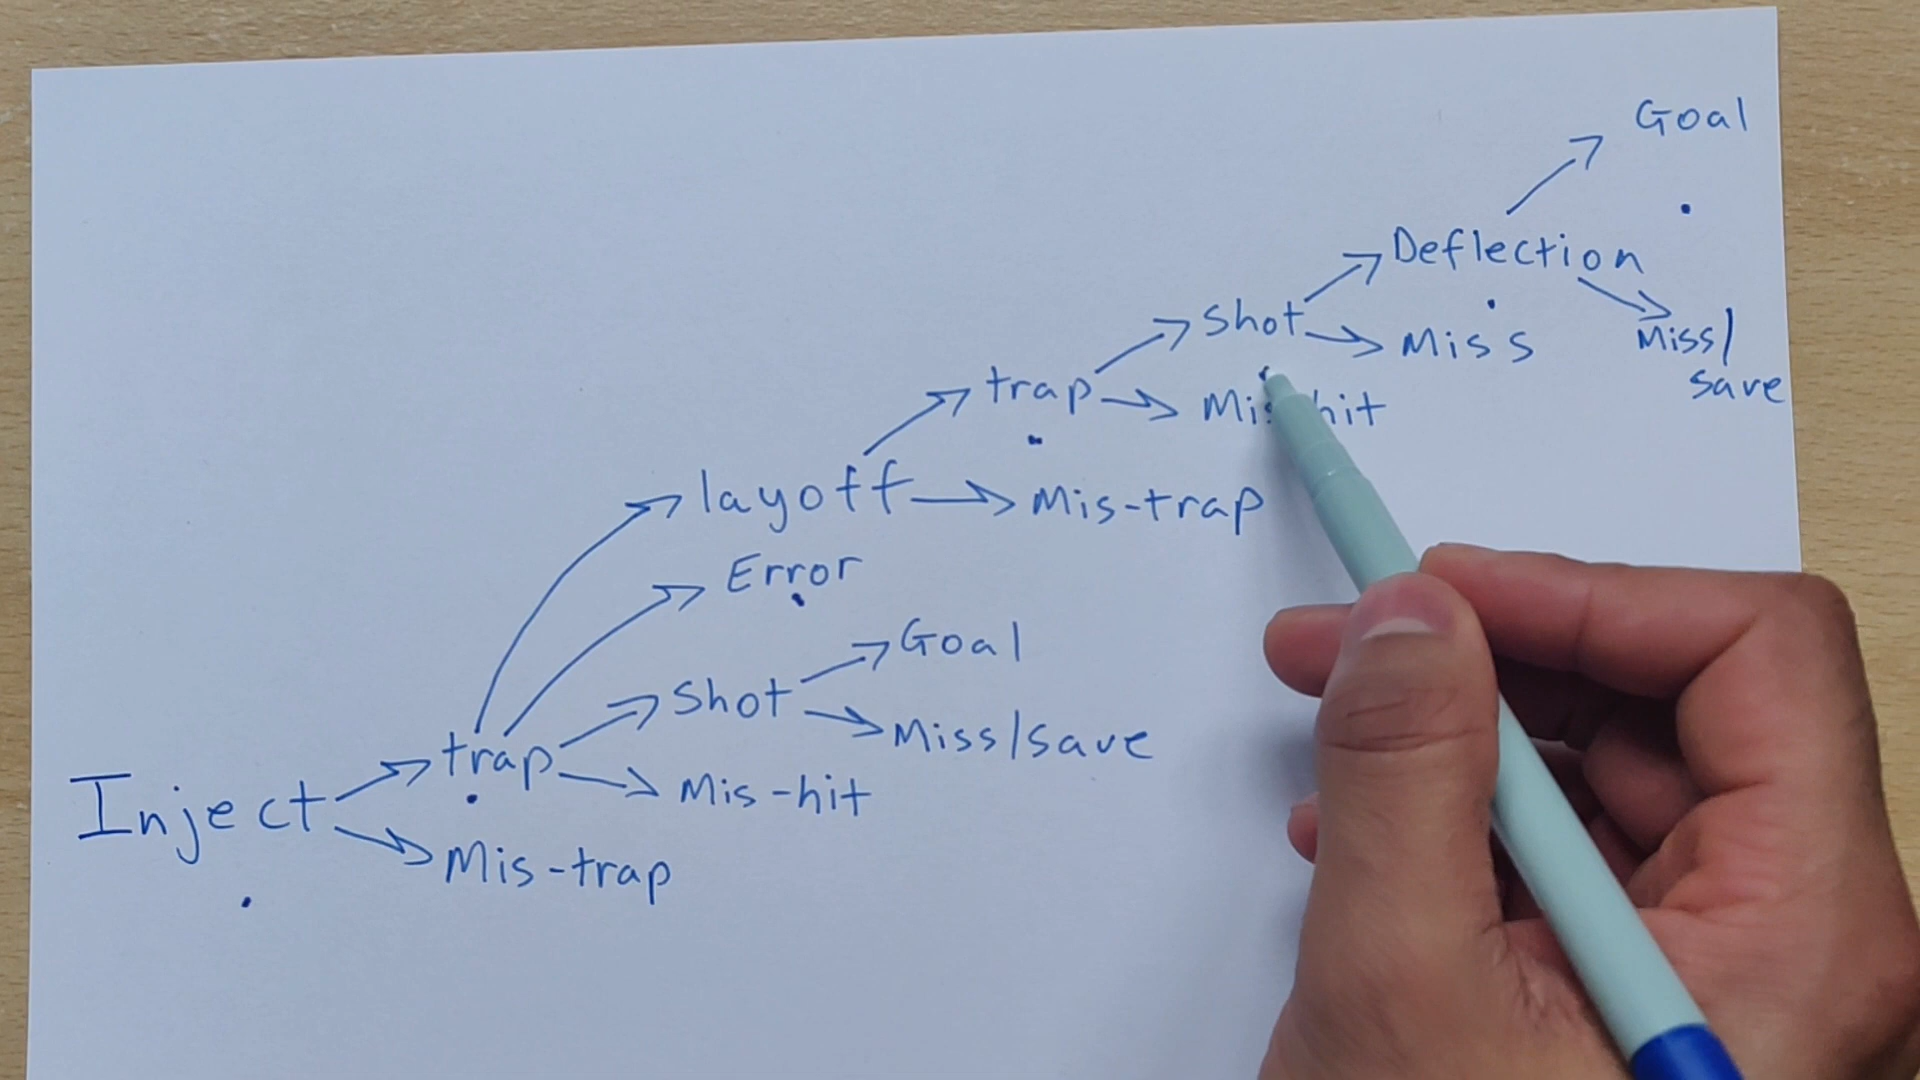 Goal
Deflection
Shot
Miss
Miss/
save
trap
layoff
Mis-trap
Error
Goal
Shot
Miss/save
trap
Mis-hit
Inject
Mis-trap